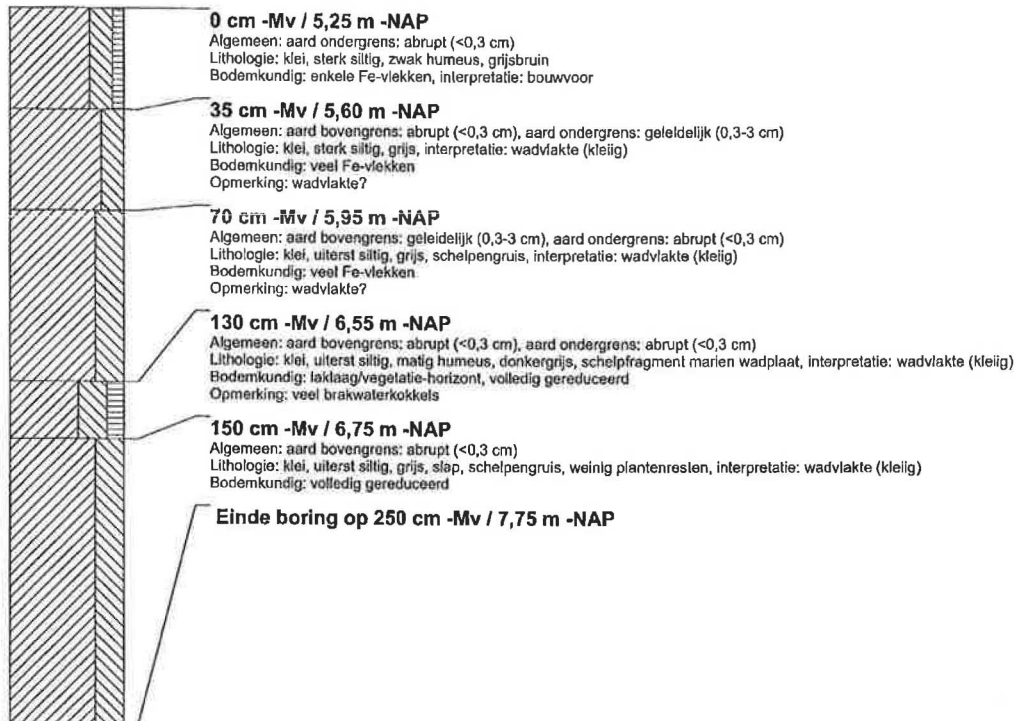 0 cm -Mv / 5,25 m -NAP
Algemeen: aard ondergrens: abrupt (<0,3 cm)
Lithologie: klei, sterk siltig, zwak humeus, grijsbruin
Bodemkundig: enkele Fe-vlekken, interpretatie: bouwvoor
35 cm -Mv / 5,60 m -NAP
Algemeen: aard bovengrens: abrupt (<0,3 cm), aard ondergrens: geleidelijk (0,3-3 cm)
Lithologie: klei, sterk siltig, grijs, interpretatie: wadvlakte (kleiig)
Bodemkundig: veel Fe-vlekken
Opmerking: wadvlakte?
70 cm -Mv / 5,95 m -NAP
Algemeen: aard bovengrens: geleidelijk (0,3-3 cm), aard ondergrens: abrupt (<0,3 cm)
Lithologie: klei, uiterst siltig, grijs, schelpengruis, interpretatie: wadvlakte (kleiig)
Bodemkundig: veel Fe-vlekken
Opmerking: wadvlakte?
130 cm -Mv / 6,55 m -NAP
Algemeen: aard bovengrens: abrupt (<0,3 cm), aard ondergrens: abrupt (<0,3 cm)
Lithologie: klei, uiterst siltig, matig humeus, donkergrijs, schelpfragment marien wadplaat, interpretatie: wadvlakte (kleiig)
Bodemkundig: laklaag/vegetatie-horizont, volledig gereduceerd
Opmerking: veel brakwaterkokkels
150 cm -Mv / 6,75 m -NAP
Algemeen: aard bovengrens: abrupt (<0,3 cm)
Lithologie: klei, uiterst siltig, grijs, slap, schelpengruis, weinig plantenresten, interpretatie: wadvlakte (kleiig)
Bodemkundig: volledig gereduceerd
Einde boring op 250 cm -Mv / 7,75 m -NAP